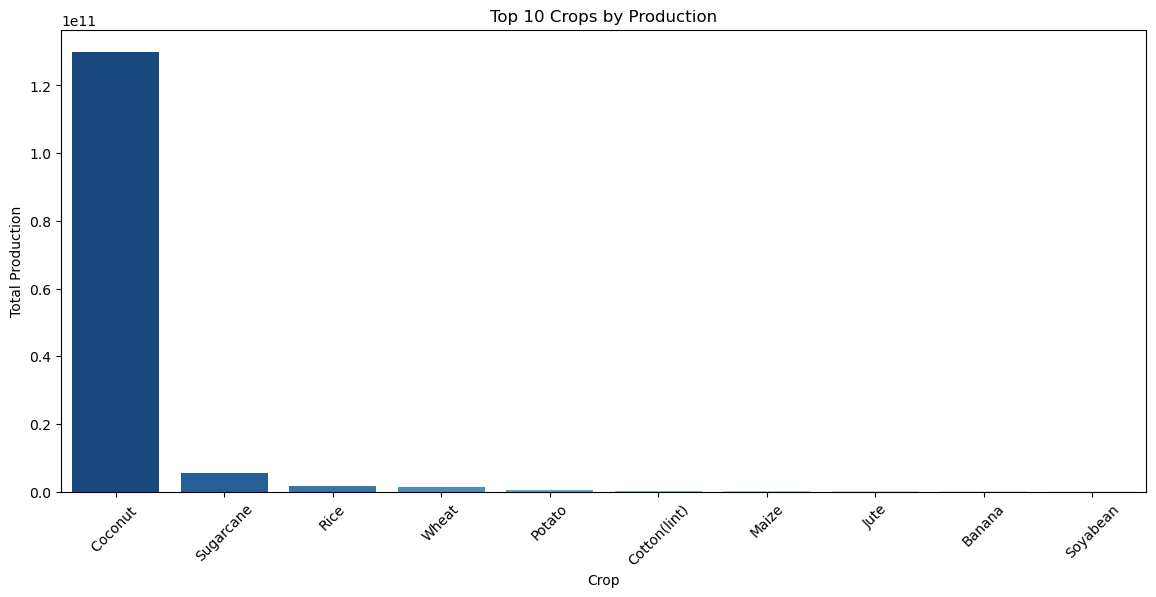 Top 10 Crops by Production
1e11
1.2
1.0
0.8
0.6
0.4
0.2
0.0
Total Production
Coconut
Sugarcane
Rice
Wheat
Potato
Cotton(lint)
Maize
Jute
Banana
Soyabean
Crop